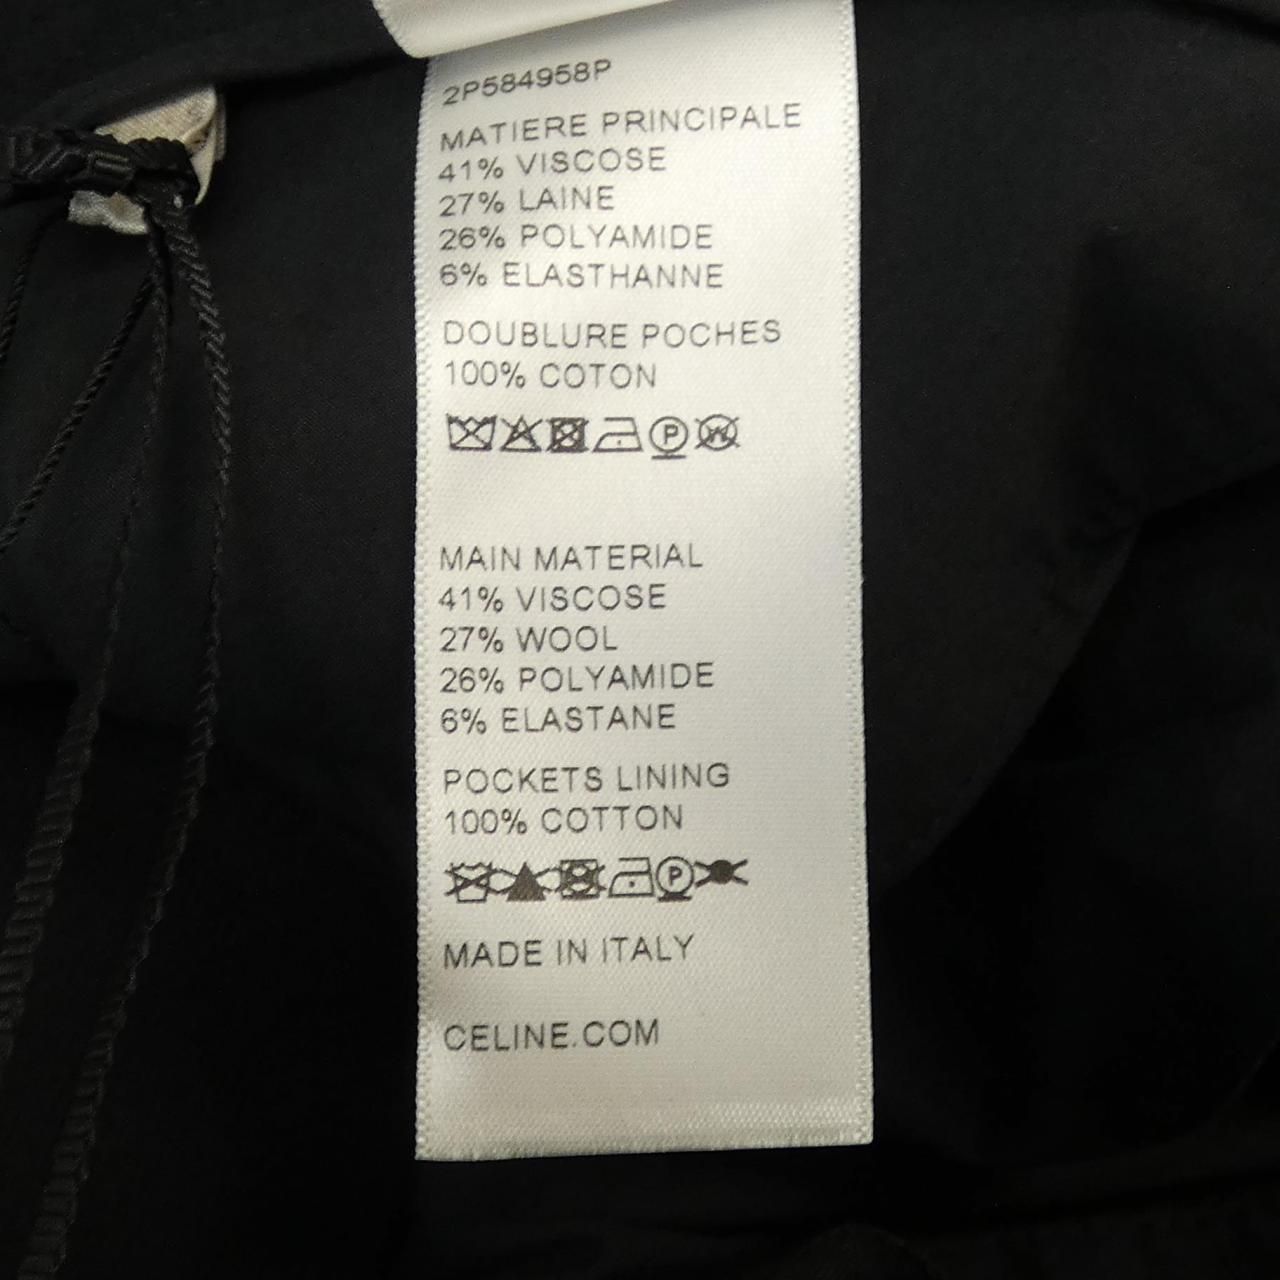 2P584958P
MATIERE PRINCIPALE
41% VISCOSE
27% LAINE
26% POLYAMIDE
6% ELASTHANNE
DOUBLURE POCHES
100% COTON
P W
MAIN MATERIAL
41% VISCOSE
27% WOOL
26% POLYAMIDE
6% ELASTANE
POCKETS LINING
100% COTTON
P
MADE IN ITALY
CELINE.COM